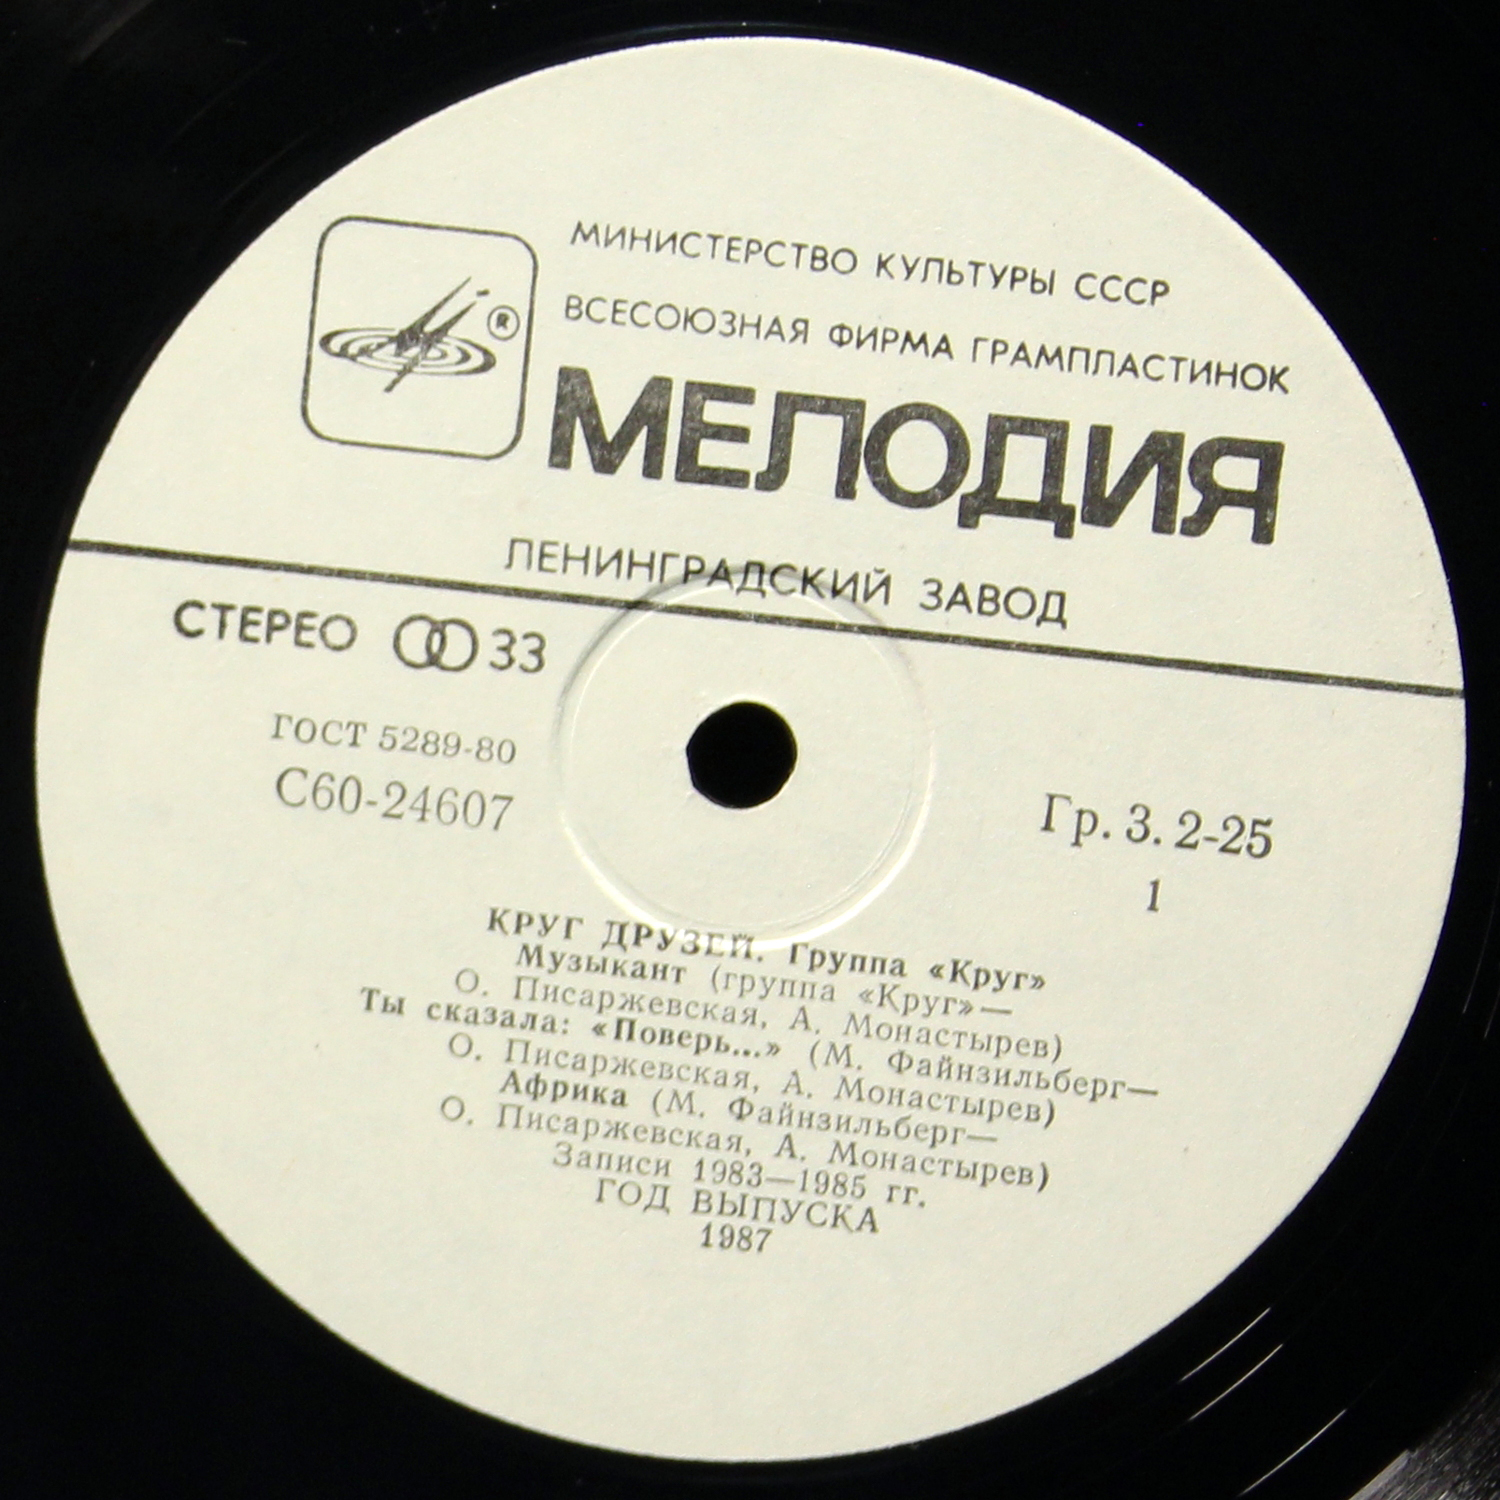 МИНИСТЕРСТВО КУЛЬТУРЫ СССР
ВСЕСОЮЗНАЯ ФИРМА ГРАМПЛАСТИНОК
®
МЕЛОДИЯ
ЛЕНИНГРАДСКИЙ ЗАВОД
СТЕРЕО 33
ГОСТ 5289-80
С60-24607
Гр. 3. 2-25
1
КРУГ ДРУЗЕЙ. Группа «Круг»
Музыкант (группа «Круг»—
О. Писаржевская, А. Монастырев)
Ты сказала: «Поверь...» (М. Файнзильберг—
О. Писаржевская, А. Монастырев)
Африка (М. Файнзильберг—
О. Писаржевская, А. Монастырев)
Записи 1983—1985 гг.
ГОД ВЫПУСКА
1987